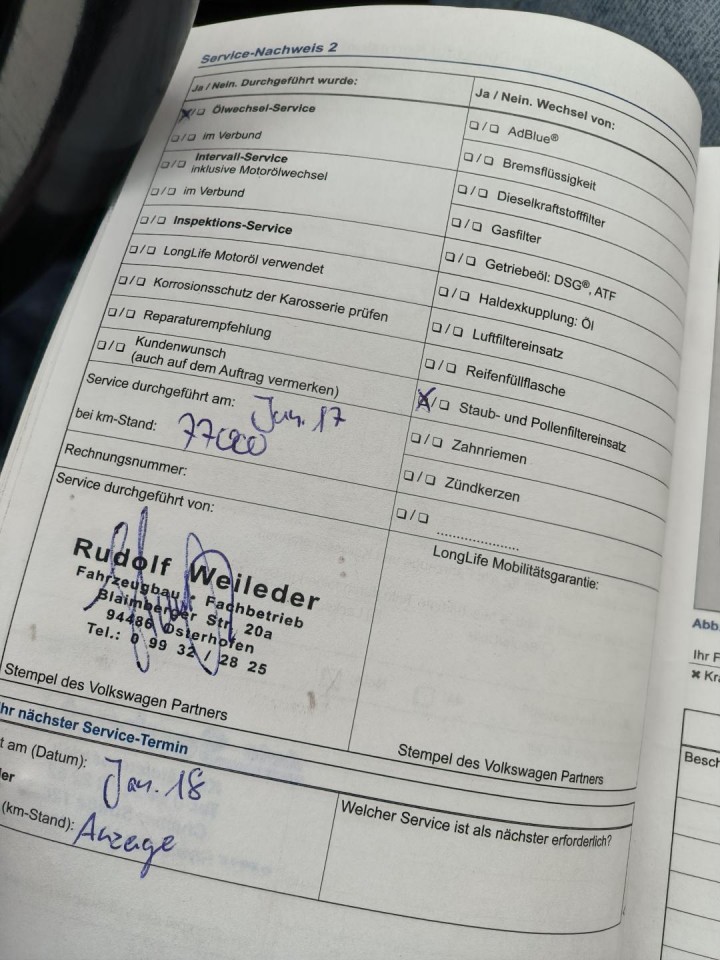 Service-Nachweis 2
Ja / Nein. Durchgeführt wurde:
☒/☐ Ölwechsel-Service
☐/☐ im Verbund
☐/☐ Intervall-Service
inklusive Motorölwechsel
☐/☐ im Verbund
☐/☐ Inspektions-Service
☐/☐ LongLife Motoröl verwendet
☐/☐ Korrosionsschutz der Karosserie prüfen
☐/☐ Reparaturempfehlung
☐/☐ Kundenwunsch
(auch auf dem Auftrag vermerken)
Service durchgeführt am: Jan. 17
bei km-Stand: 77000
Rechnungsnummer:
Service durchgeführt von:
Rudolf Weileder
Fahrzeugbau - Fachbetrieb
Blaimberger Str. 20a
94486 Osterhofen
Tel.: 0 99 32 / 28 25
Stempel des Volkswagen Partners
Ja / Nein. Wechsel von:
☐/☐ AdBlue®
☐/☐ Bremsflüssigkeit
☐/☐ Dieselkraftstofffilter
☐/☐ Gasfilter
☐/☐ Getriebeöl: DSG®, ATF
☐/☐ Haldexkupplung: Öl
☐/☐ Luftfiltereinsatz
☐/☐ Reifenfüllflasche
☒/☐ Staub- und Pollenfiltereinsatz
☐/☐ Zahnriemen
☐/☐ Zündkerzen
☐/☐ ....................
LongLife Mobilitätsgarantie:
Stempel des Volkswagen Partners
hr nächster Service-Termin
t am (Datum): Jan. 18
er
(km-Stand): Anzeige
Welcher Service ist als nächster erforderlich?
Abb.
Ihr F
✖ Kra
Besch